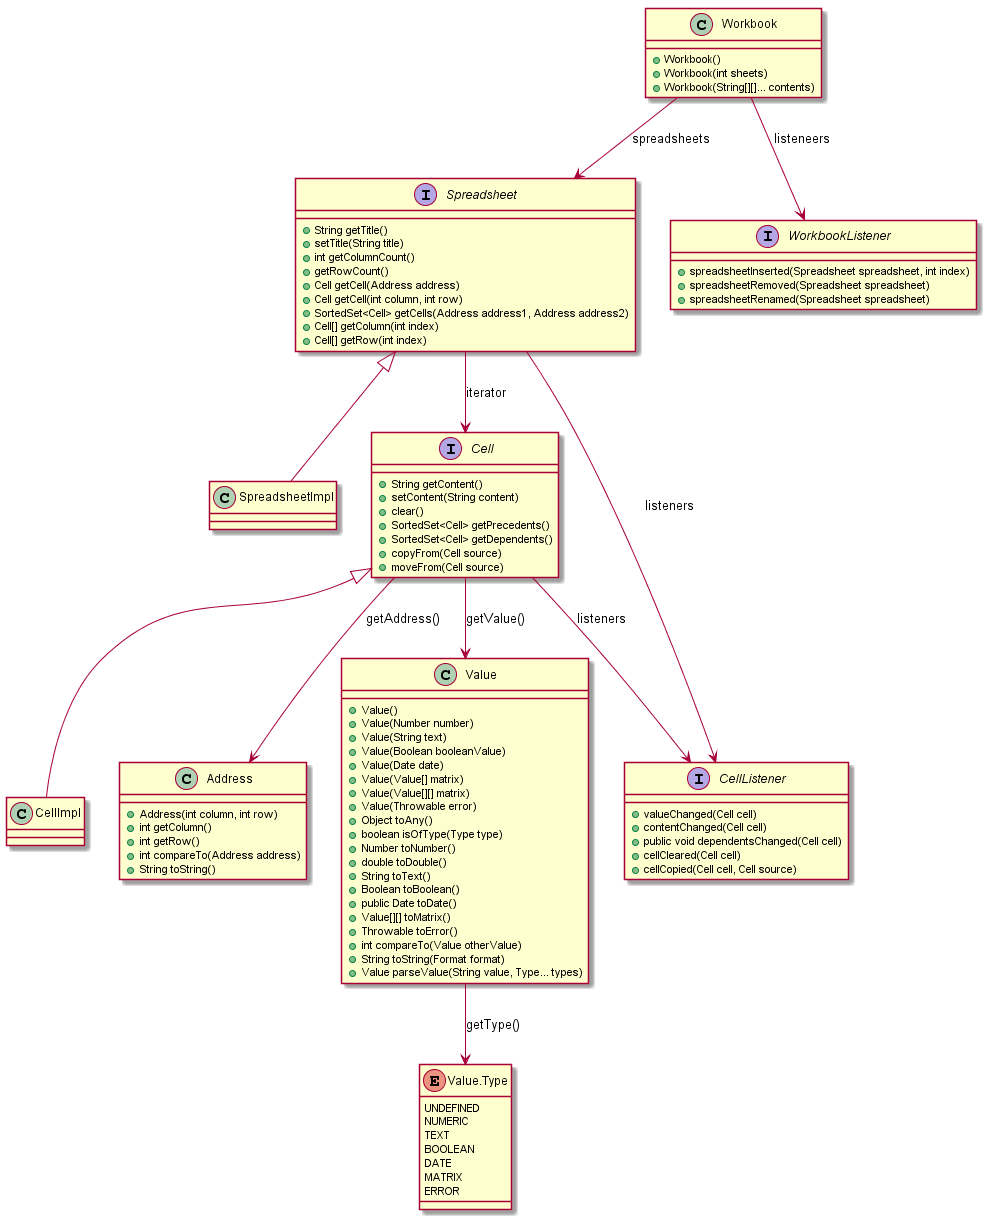 C Workbook
Workbook()
Workbook(int sheets)
Workbook(String[][]... contents)
spreadsheets
listeneers
I Spreadsheet
String getTitle()
setTitle(String title)
int getColumnCount()
getRowCount()
Cell getCell(Address address)
Cell getCell(int column, int row)
SortedSet<Cell> getCells(Address address1, Address address2)
Cell[] getColumn(int index)
Cell[] getRow(int index)
I WorkbookListener
spreadsheetInserted(Spreadsheet spreadsheet, int index)
spreadsheetRemoved(Spreadsheet spreadsheet)
spreadsheetRenamed(Spreadsheet spreadsheet)
iterator
listeners
C SpreadsheetImpl
I Cell
String getContent()
setContent(String content)
clear()
SortedSet<Cell> getPrecedents()
SortedSet<Cell> getDependents()
copyFrom(Cell source)
moveFrom(Cell source)
getAddress()
getValue()
listeners
C CellImpl
C Address
Address(int column, int row)
int getColumn()
int getRow()
int compareTo(Address address)
String toString()
C Value
Value()
Value(Number number)
Value(String text)
Value(Boolean booleanValue)
Value(Date date)
Value(Value[] matrix)
Value(Value[][] matrix)
Value(Throwable error)
Object toAny()
boolean isOfType(Type type)
Number toNumber()
double toDouble()
String toText()
Boolean toBoolean()
public Date toDate()
Value[][] toMatrix()
Throwable toError()
int compareTo(Value otherValue)
String toString(Format format)
Value parseValue(String value, Type... types)
I CellListener
valueChanged(Cell cell)
contentChanged(Cell cell)
public void dependentsChanged(Cell cell)
cellCleared(Cell cell)
cellCopied(Cell cell, Cell source)
getType()
E Value.Type
UNDEFINED
NUMERIC
TEXT
BOOLEAN
DATE
MATRIX
ERROR